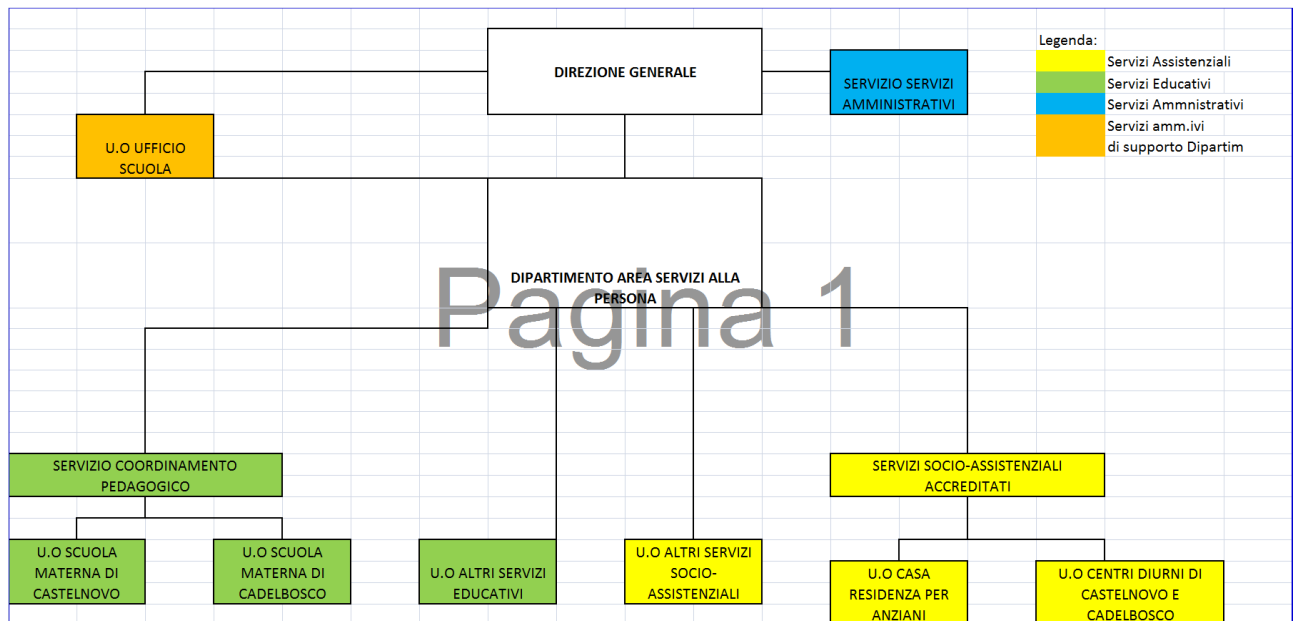 DIREZIONE GENERALE
SERVIZIO SERVIZI
AMMINISTRATIVI
Legenda:
Servizi Assistenziali
Servizi Educativi
Servizi Ammnistrativi
Servizi amm.ivi
di supporto Dipartim
U.O UFFICIO
SCUOLA
DIPARTIMENTO AREA SERVIZI ALLA
PERSONA
Pagina 1
SERVIZIO COORDINAMENTO
PEDAGOGICO
SERVIZI SOCIO-ASSISTENZIALI
ACCREDITATI
U.O SCUOLA
MATERNA DI
CASTELNOVO
U.O SCUOLA
MATERNA DI
CADELBOSCO
U.O ALTRI SERVIZI
EDUCATIVI
U.O ALTRI SERVIZI
SOCIO-
ASSISTENZIALI
U.O CASA
RESIDENZA PER
ANZIANI
U.O CENTRI DIURNI DI
CASTELNOVO E
CADELBOSCO